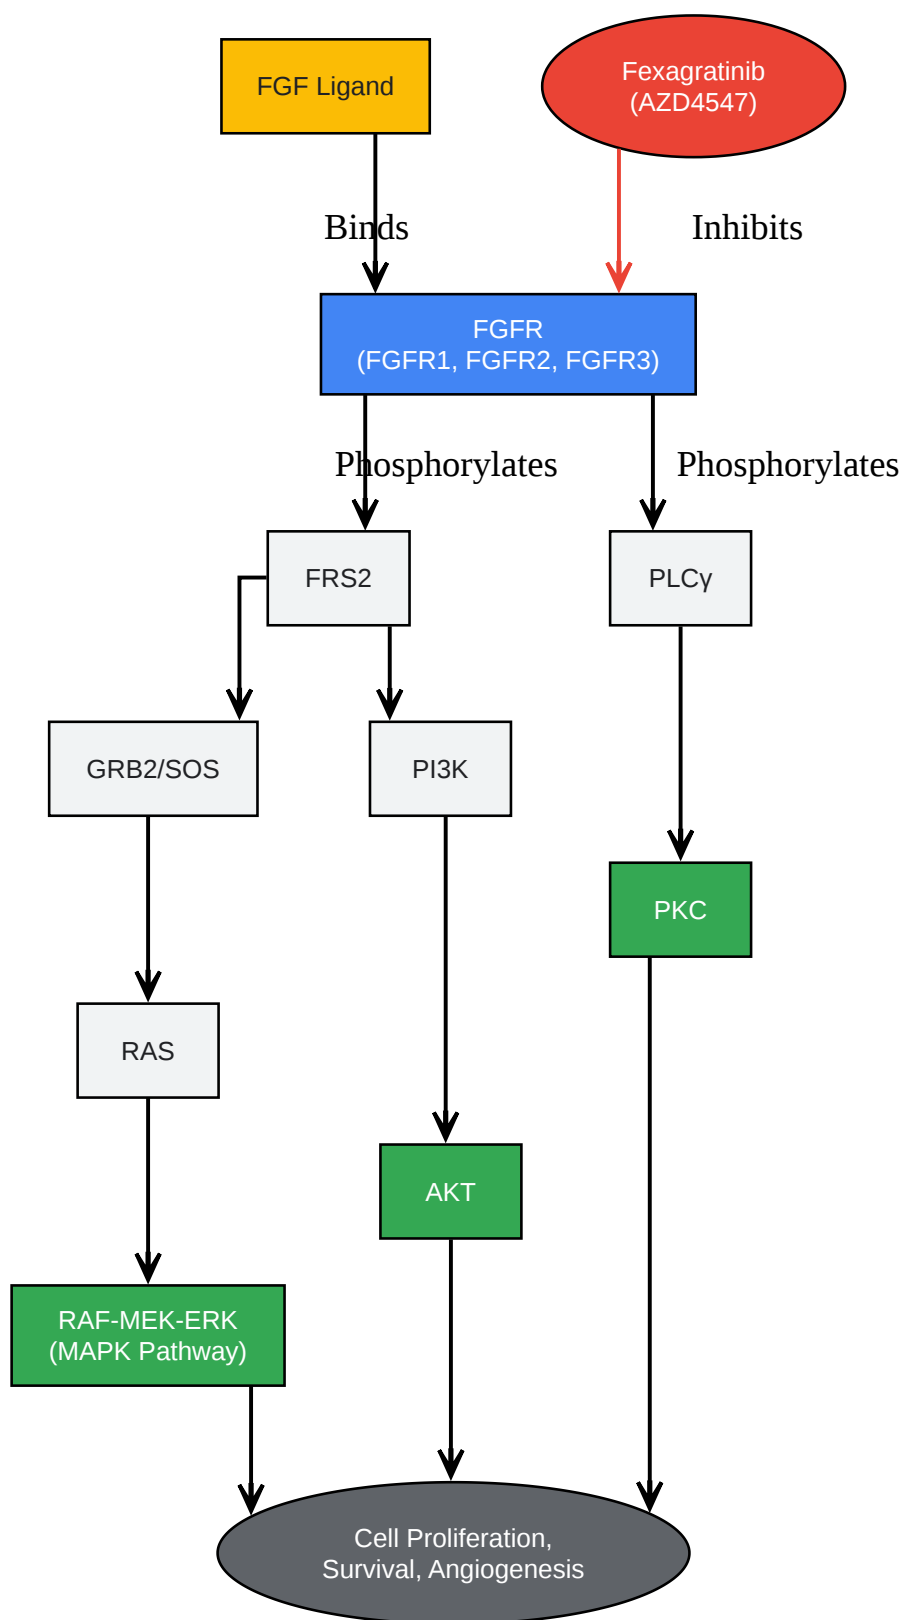 FGF Ligand
Fexagratinib
(AZD4547)
Binds
Inhibits
FGFR
(FGFR1, FGFR2, FGFR3)
Phosphorylates
Phosphorylates
FRS2
PLCγ
GRB2/SOS
PI3K
PKC
RAS
AKT
RAF-MEK-ERK
(MAPK Pathway)
Cell Proliferation,
Survival, Angiogenesis